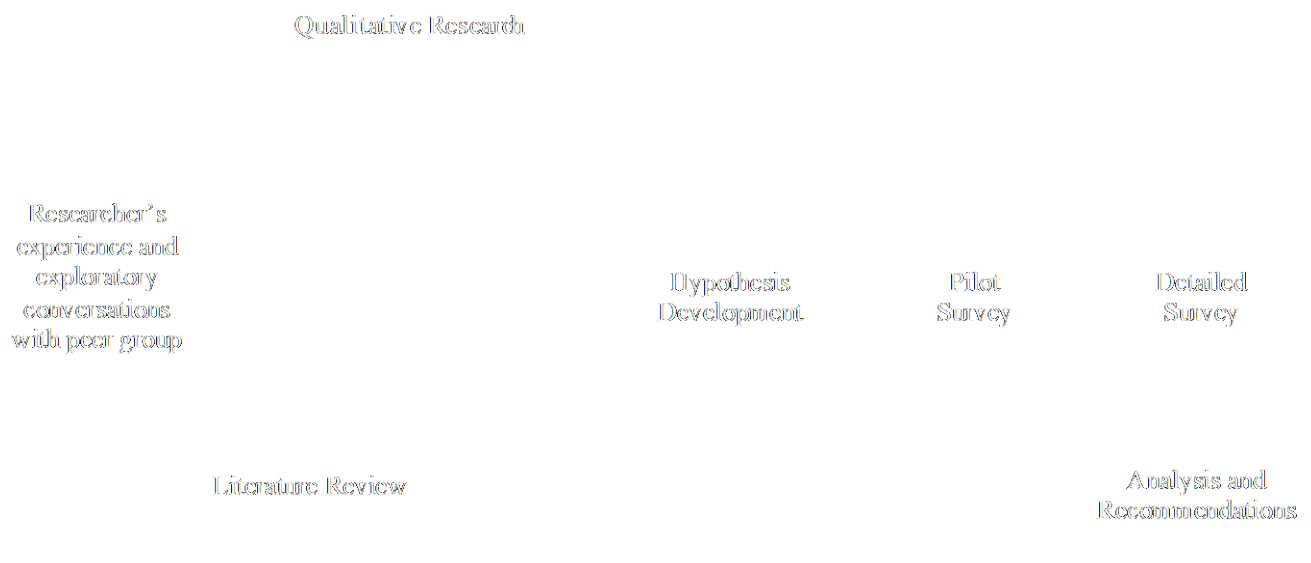 Qualitative Research
Researcher's
experience and
exploratory
conversations
with peer group
Hypothesis
Development
Pilot
Survey
Detailed
Survey
Literature Review
Analysis and
Recommendations